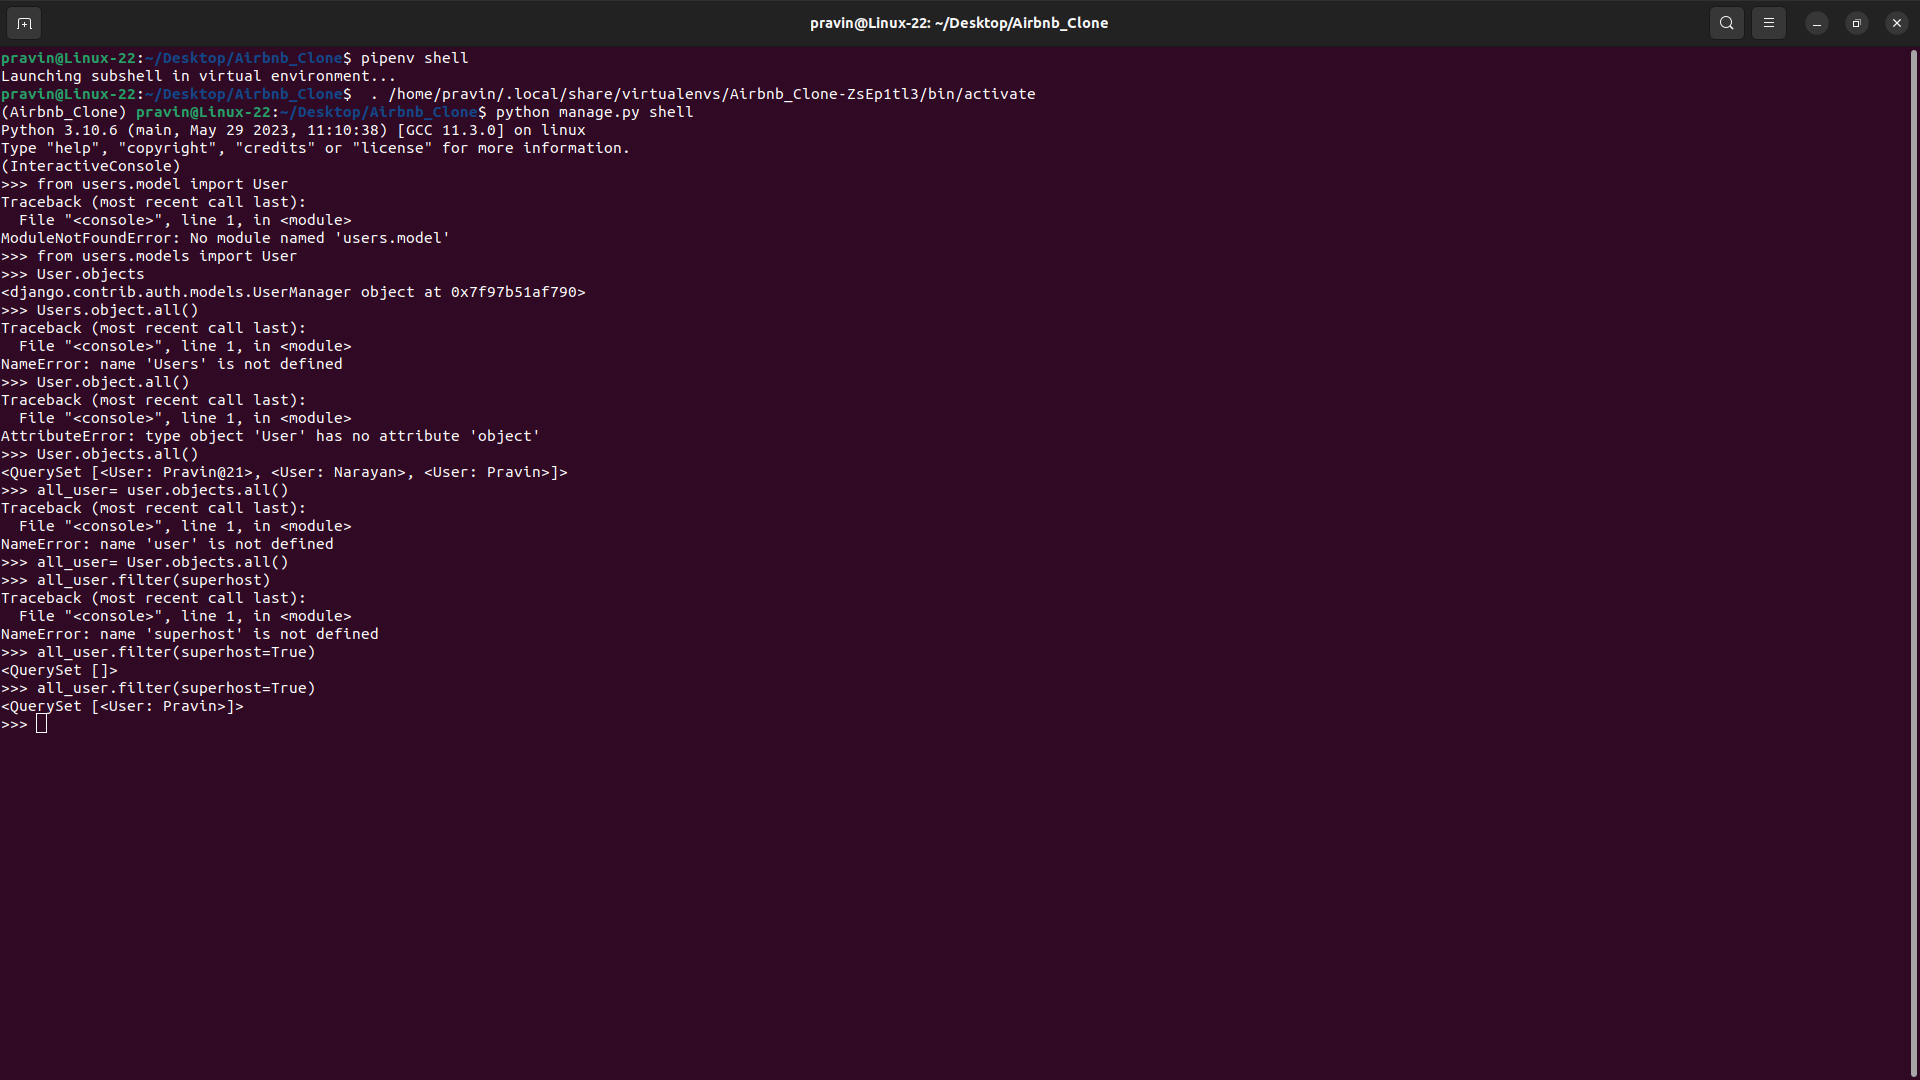 pravin@Linux-22: ~/Desktop/Airbnb_Clone
pravin@Linux-22:~/Desktop/Airbnb_Clone$ pipenv shell
Launching subshell in virtual environment...
pravin@Linux-22:~/Desktop/Airbnb_Clone$  . /home/pravin/.local/share/virtualenvs/Airbnb_Clone-ZsEp1tl3/bin/activate
(Airbnb_Clone) pravin@Linux-22:~/Desktop/Airbnb_Clone$ python manage.py shell
Python 3.10.6 (main, May 29 2023, 11:10:38) [GCC 11.3.0] on linux
Type "help", "copyright", "credits" or "license" for more information.
(InteractiveConsole)
>>> from users.model import User
Traceback (most recent call last):
  File "<console>", line 1, in <module>
ModuleNotFoundError: No module named 'users.model'
>>> from users.models import User
>>> User.objects
<django.contrib.auth.models.UserManager object at 0x7f97b51af790>
>>> Users.object.all()
Traceback (most recent call last):
  File "<console>", line 1, in <module>
NameError: name 'Users' is not defined
>>> User.object.all()
Traceback (most recent call last):
  File "<console>", line 1, in <module>
AttributeError: type object 'User' has no attribute 'object'
>>> User.objects.all()
<QuerySet [<User: Pravin@21>, <User: Narayan>, <User: Pravin>]>
>>> all_user= user.objects.all()
Traceback (most recent call last):
  File "<console>", line 1, in <module>
NameError: name 'user' is not defined
>>> all_user= User.objects.all()
>>> all_user.filter(superhost)
Traceback (most recent call last):
  File "<console>", line 1, in <module>
NameError: name 'superhost' is not defined
>>> all_user.filter(superhost=True)
<QuerySet []>
>>> all_user.filter(superhost=True)
<QuerySet [<User: Pravin>]>
>>>